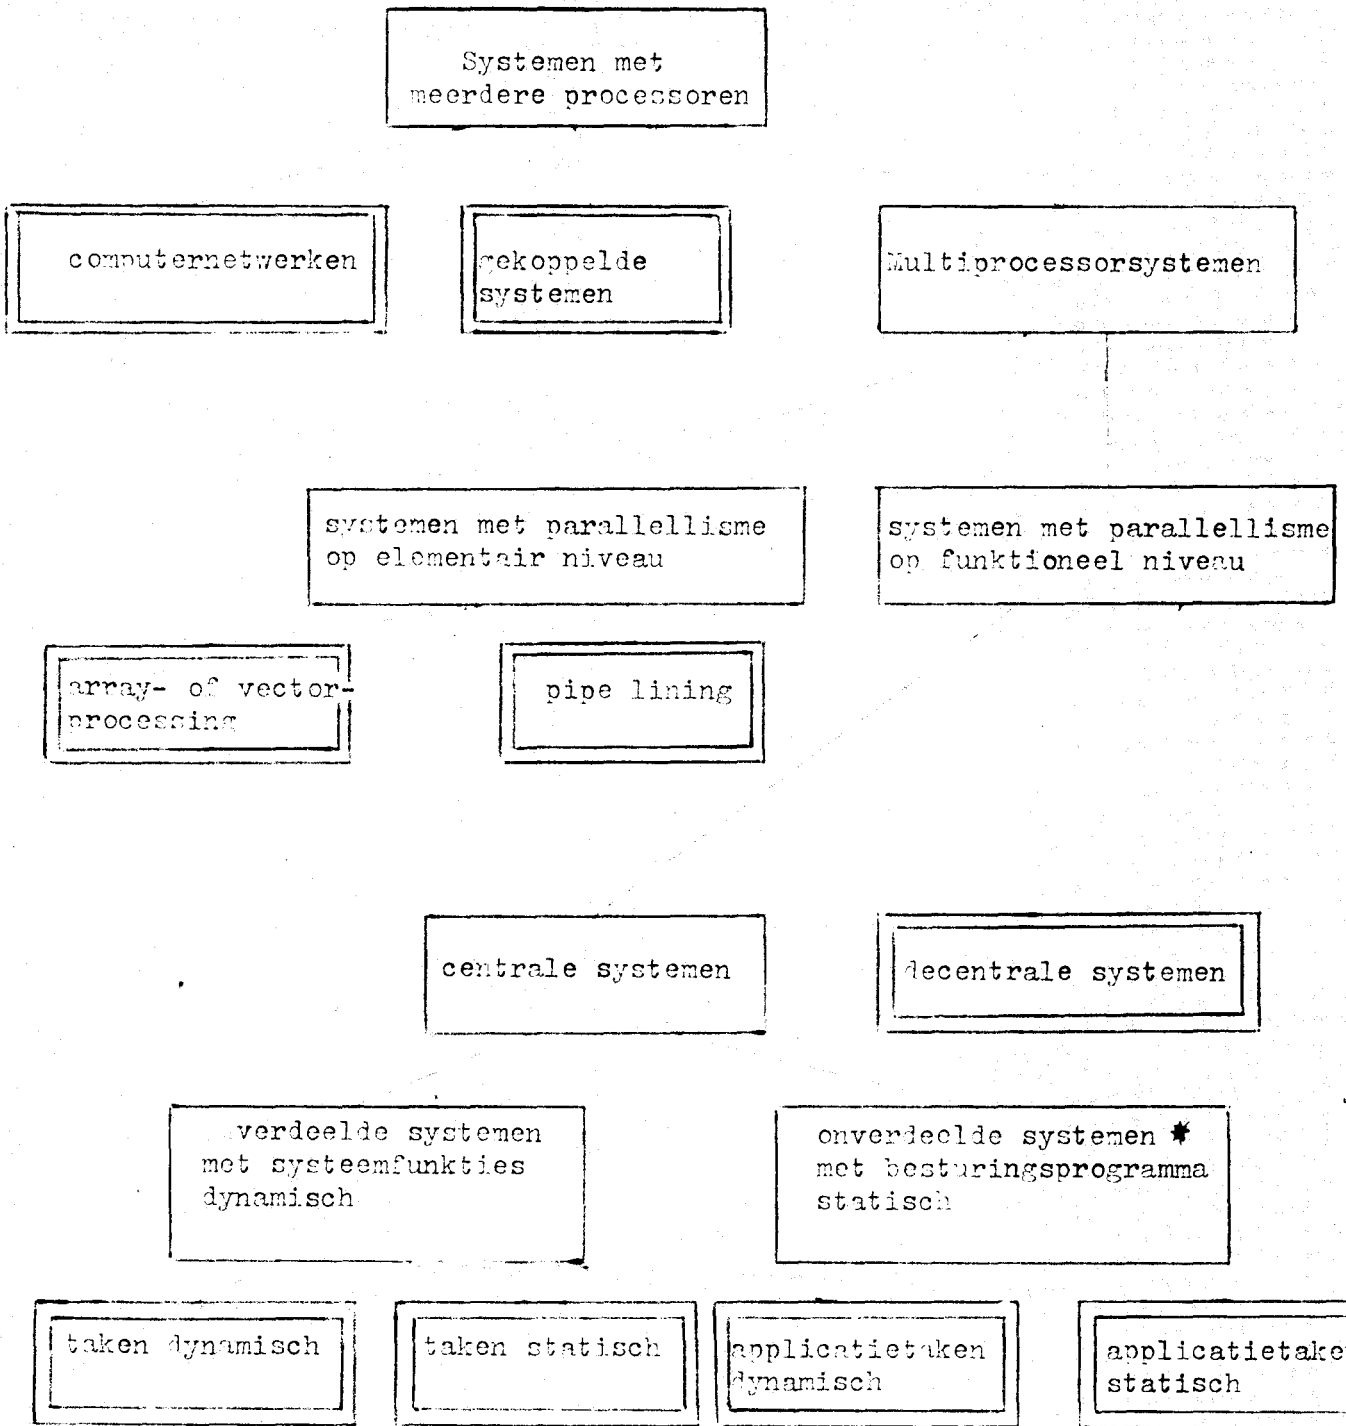 Systemen met
meerdere processoren
computernetwerken
gekoppelde
systemen
Multiprocessorsystemen
systemen met parallellisme
op elementair niveau
systemen met parallellisme
op funktioneel niveau
array- of vector-
processing
pipe lining
centrale systemen
decentrale systemen
verdeelde systemen
met systeemfunkties
dynamisch
onverdeelde systemen *
met besturingsprogramma
statisch
taken dynamisch
taken statisch
applicatietaken
dynamisch
applicatietake
statisch